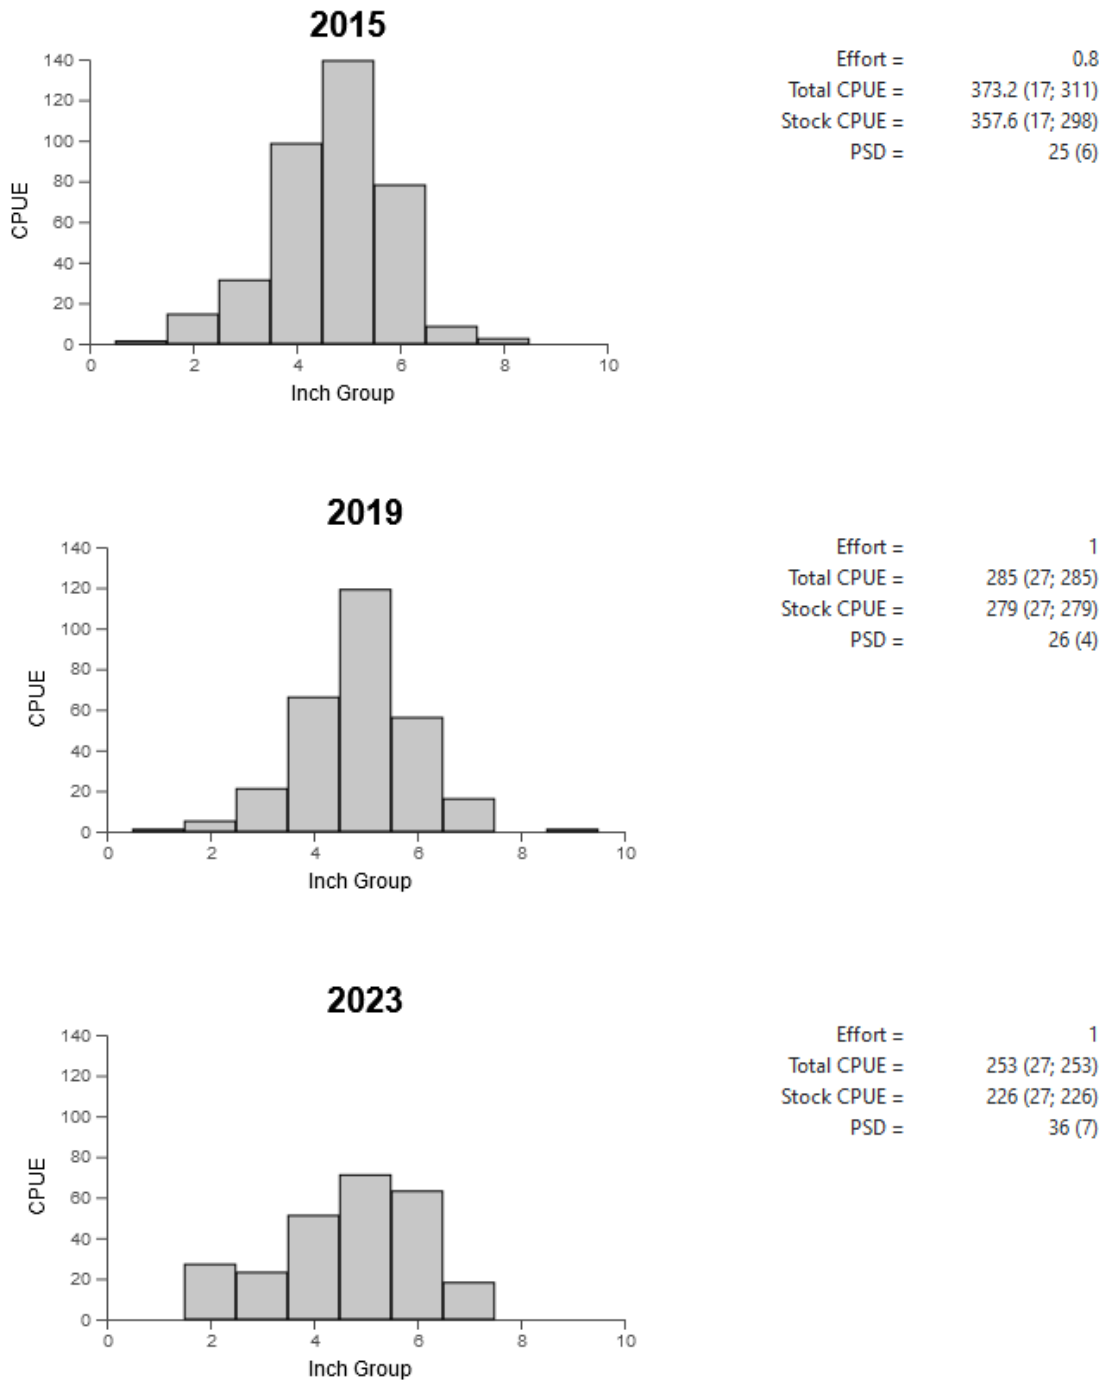 2015
Effort = 0.8
Total CPUE = 373.2 (17; 311)
Stock CPUE = 357.6 (17; 298)
PSD = 25 (6)
140
120
100
80
60
40
20
0
CPUE
0 2 4 6 8 10
Inch Group
2019
Effort = 1
Total CPUE = 285 (27; 285)
Stock CPUE = 279 (27; 279)
PSD = 26 (4)
140
120
100
80
60
40
20
0
CPUE
0 2 4 6 8 10
Inch Group
2023
Effort = 1
Total CPUE = 253 (27; 253)
Stock CPUE = 226 (27; 226)
PSD = 36 (7)
140
120
100
80
60
40
20
0
CPUE
0 2 4 6 8 10
Inch Group